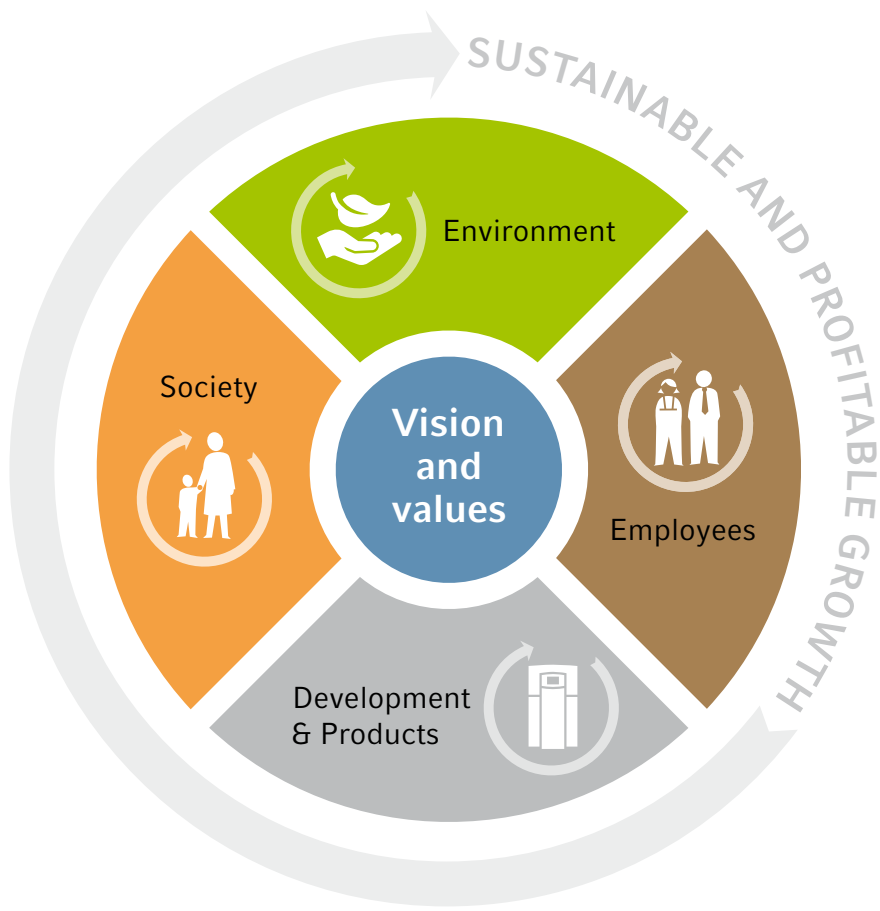 SUSTAINABLE AND PROFITABLE GROWTH
Environment
Society
Vision
and
values
Employees
Development
& Products